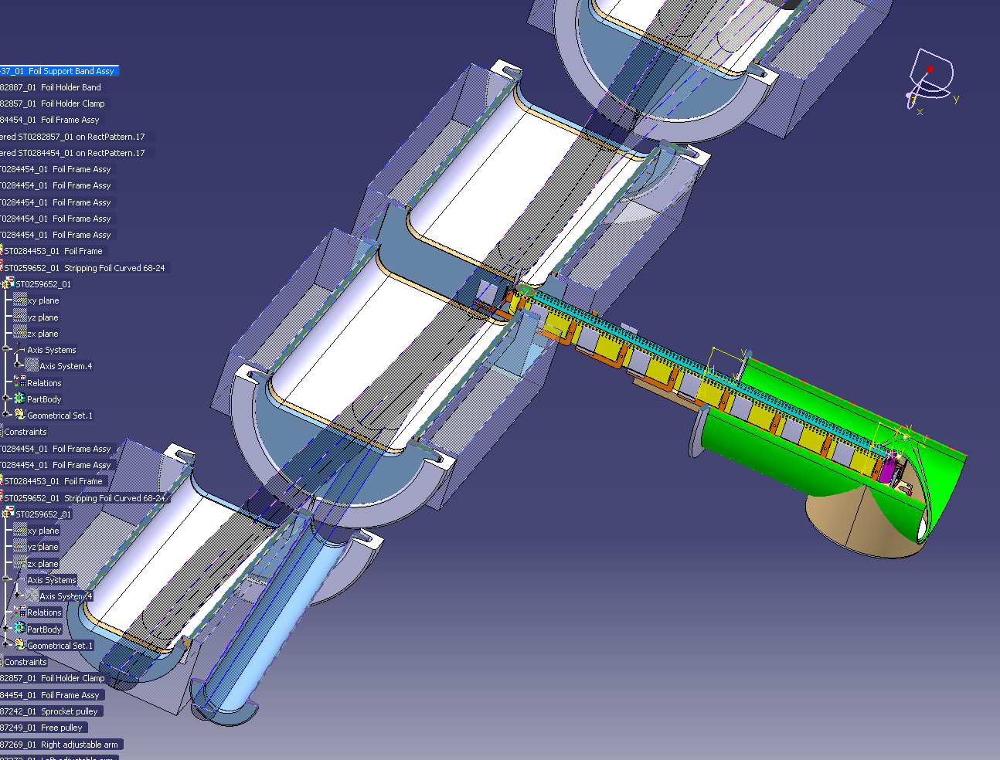 -37_01 Foil Support Band Assy
82887_01 Foil Holder Band
82857_01 Foil Holder Clamp
84454_01 Foil Frame Assy
ered ST0282857_01 on RectPattern.17
ered ST0284454_01 on RectPattern.17
T0284454_01 Foil Frame Assy
T0284454_01 Foil Frame Assy
T0284454_01 Foil Frame Assy
T0284454_01 Foil Frame Assy
T0284454_01 Foil Frame Assy
ST0284453_01 Foil Frame
ST0259652_01 Stripping Foil Curved 68-24
ST0259652_01
xy plane
yz plane
zx plane
Axis Systems
Axis System.4
Relations
PartBody
Geometrical Set.1
Constraints
T0284454_01 Foil Frame Assy
T0284454_01 Foil Frame Assy
ST0284453_01 Foil Frame
ST0259652_01 Stripping Foil Curved 68-24
ST0259652_01
xy plane
yz plane
zx plane
Axis Systems
Axis System.4
Relations
PartBody
Geometrical Set.1
Constraints
82857_01 Foil Holder Clamp
84454_01 Foil Frame Assy
87242_01 Sprocket pulley
87249_01 Free pulley
87269_01 Right adjustable arm
z
y
x